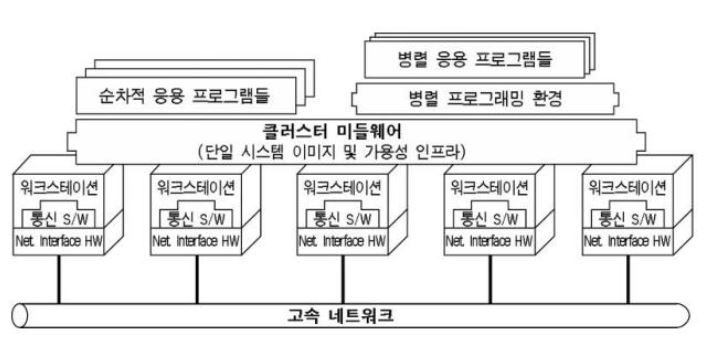 병렬 응용 프로그램들
순차적 응용 프로그램들
병렬 프로그래밍 환경
클러스터 미들웨어
(단일 시스템 이미지 및 가용성 인프라)
워크스테이션
통신 S/W
Net. Interface HW
워크스테이션
통신 S/W
Net. Interface HW
워크스테이션
통신 S/W
Net. Interface HW
워크스테이션
통신 S/W
Net. Interface HW
워크스테이션
통신 S/W
Net. Interface HW
고속 네트워크